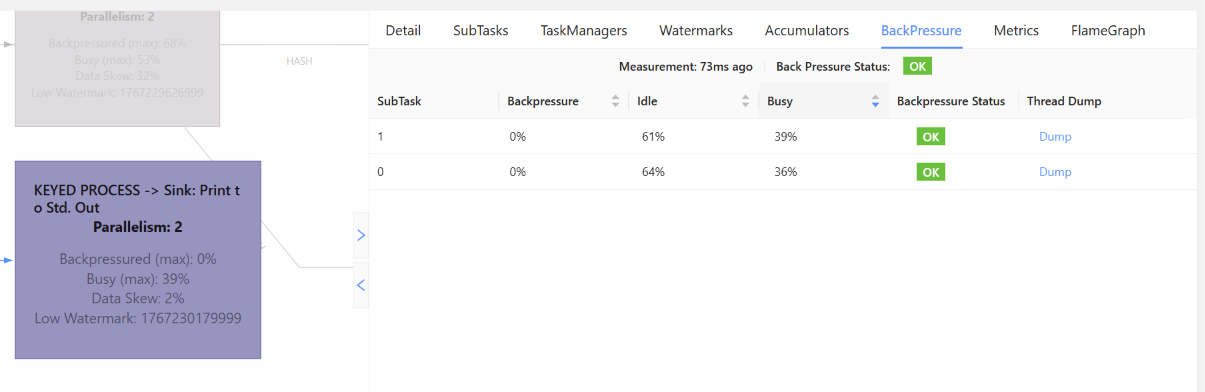 Parallelism: 2
Backpressured (max): 68%
Busy (max): 53%
Data Skew: 32%
Low Watermark: 1767229626999
HASH
KEYED PROCESS -> Sink: Print t
o Std. Out
Parallelism: 2
Backpressured (max): 0%
Busy (max): 39%
Data Skew: 2%
Low Watermark: 1767230179999
Detail SubTasks TaskManagers Watermarks Accumulators BackPressure Metrics FlameGraph
Measurement: 73ms ago Back Pressure Status: OK
SubTask Backpressure Idle Busy Backpressure Status Thread Dump
1 0% 61% 39% OK Dump
0 0% 64% 36% OK Dump